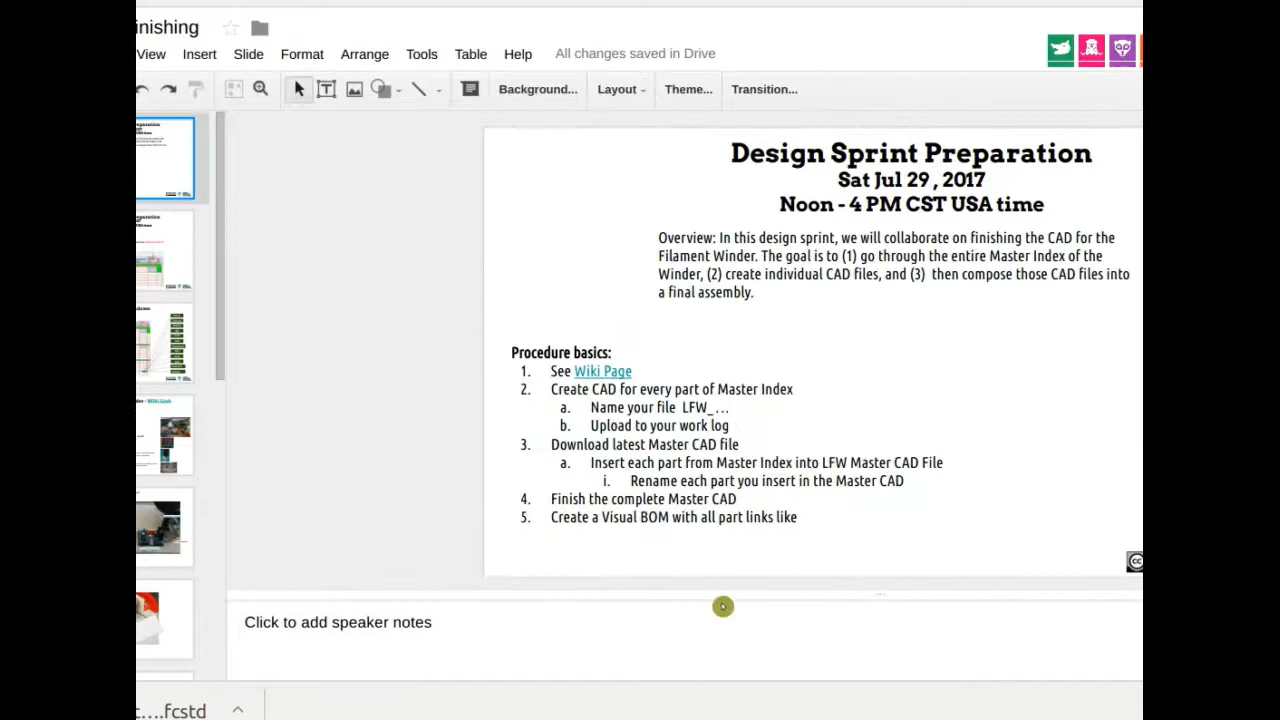 inishing
View Insert Slide Format Arrange Tools Table Help All changes saved in Drive
Background... Layout Theme... Transition...
Design Sprint Preparation
Sat Jul 29 , 2017
Noon - 4 PM CST USA time
Overview: In this design sprint, we will collaborate on finishing the CAD for the
Filament Winder. The goal is to (1) go through the entire Master Index of the
Winder, (2) create individual CAD files, and (3) then compose those CAD files into
a final assembly.
Procedure basics:
1. See Wiki Page
2. Create CAD for every part of Master Index
a. Name your file LFW_...
b. Upload to your work log
3. Download latest Master CAD file
a. Insert each part from Master Index into LFW Master CAD File
i. Rename each part you insert in the Master CAD
4. Finish the complete Master CAD
5. Create a Visual BOM with all part links like
cc
Click to add speaker notes
....fcstd